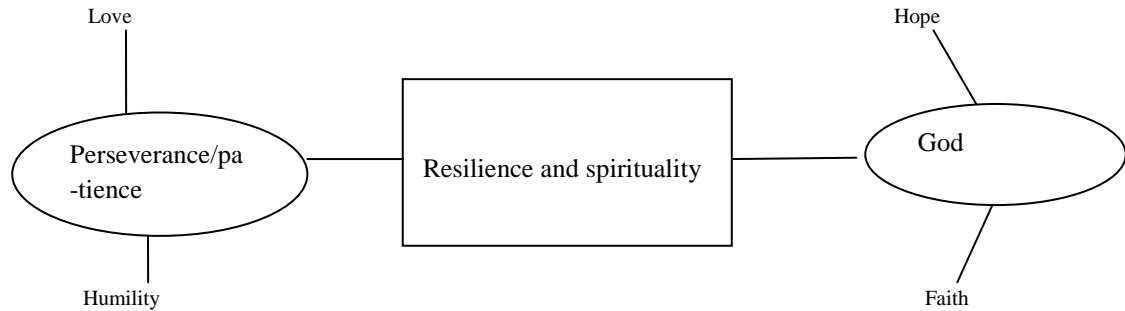 Love
Hope
Perseverance/pa
-tience
Resilience and spirituality
God
Humility
Faith